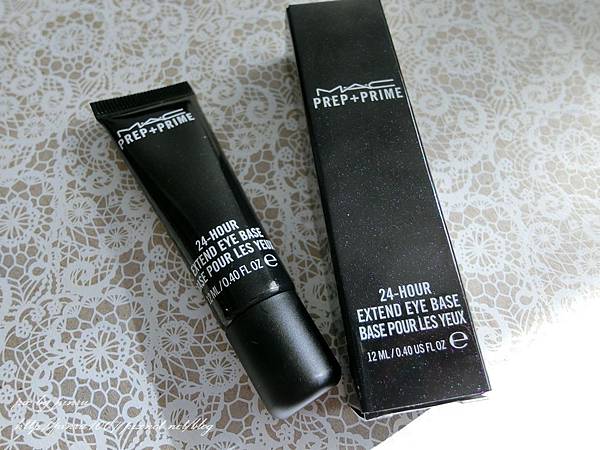 MAC
PREP+PRIME
24-HOUR
EXTEND EYE BASE
BASE POUR LES YEUX
12 ML/0.40 FL OZ e
MAC
PREP+PRIME
24-HOUR
EXTEND EYE BASE
BASE POUR LES YEUX
12 ML/0.40 US FL OZ e